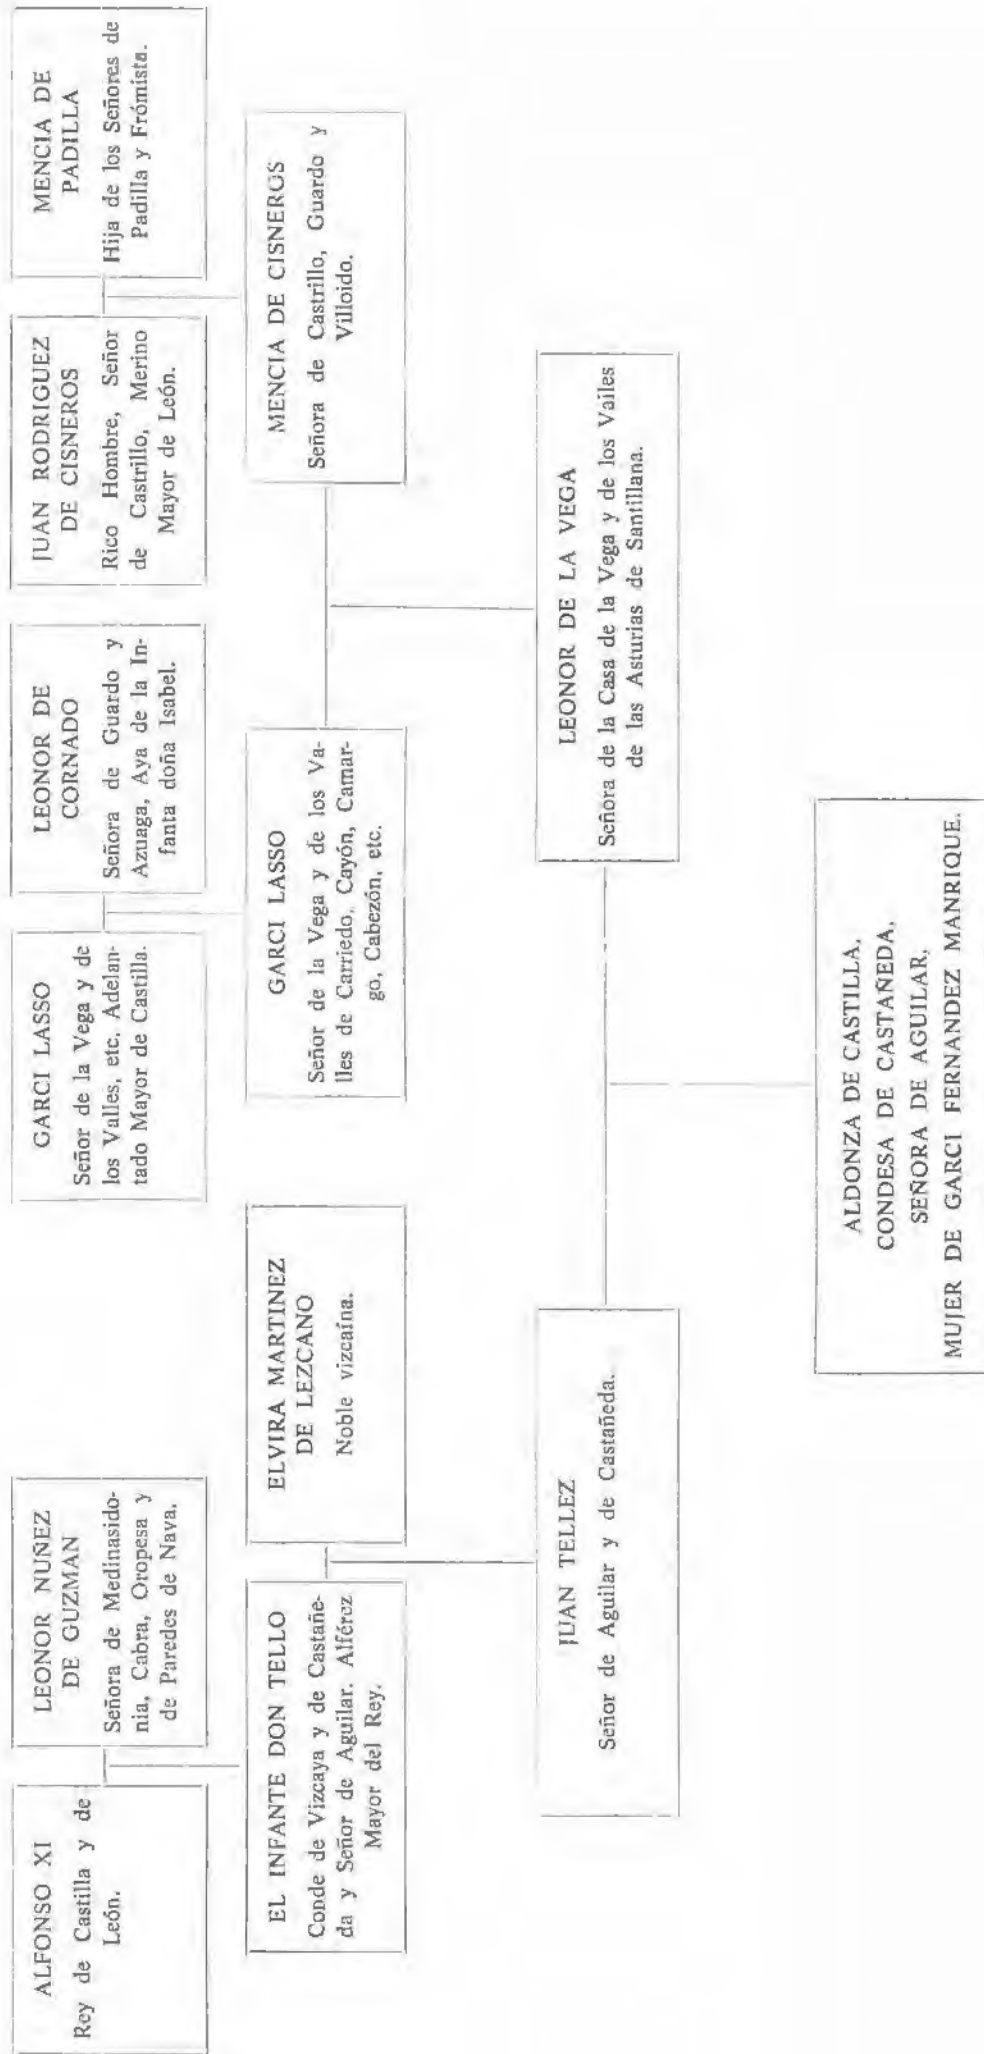 ALFONSO XI
Rey de Castilla y de
León.
LEONOR NUÑEZ
DE GUZMAN
Señora de Medinasido-
nia, Cabra, Oropesa y
de Paredes de Nava.
GARCI LASSO
Señor de la Vega y de
los Valles, etc. Adelan-
tado Mayor de Castilla.
LEONOR DE
CORNADO
Señora de Guardo y
Azuaga, Aya de la In-
fanta doña Isabel.
JUAN RODRIGUEZ
DE CISNEROS
Rico Hombre, Señor
de Castrillo, Merino
Mayor de León.
MENCIA DE
PADILLA
Hija de los Señores de
Padilla y Frómista.
EL INFANTE DON TELLO
Conde de Vizcaya y de Castañe-
da y Señor de Aguilar. Alférez
Mayor del Rey.
ELVIRA MARTINEZ
DE LEZCANO
Noble vizcaína.
GARCI LASSO
Señor de la Vega y de los Va-
lles de Carriedo, Cayón, Camar-
go, Cabezón, etc.
MENCIA DE CISNEROS
Señora de Castrillo, Guardo y
Villoido.
JUAN TELLEZ
Señor de Aguilar y de Castañeda.
LEONOR DE LA VEGA
Señora de la Casa de la Vega y de los Valles
de las Asturias de Santillana.
ALDONZA DE CASTILLA,
CONDESA DE CASTAÑEDA,
SEÑORA DE AGUILAR,
MUJER DE GARCI FERNANDEZ MANRIQUE.